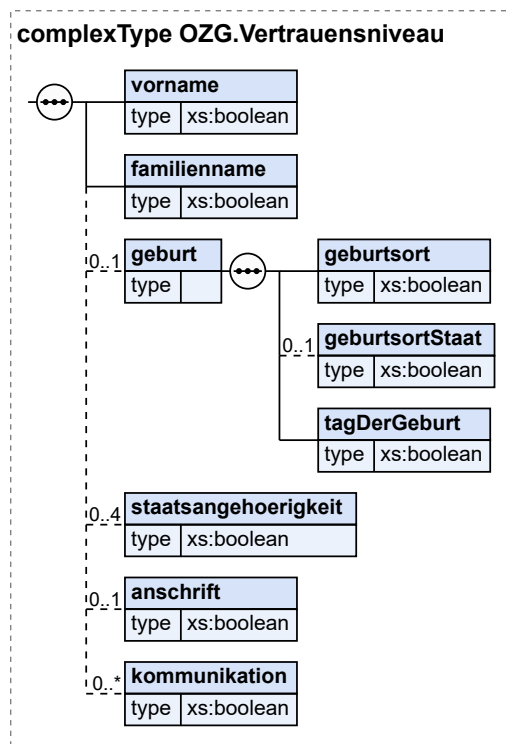 complexType OZG.Vertrauensniveau
vorname
type xs:boolean
familienname
type xs:boolean
0..1 geburt
type
geburtsort
type xs:boolean
0..1 geburtsortStaat
type xs:boolean
tagDerGeburt
type xs:boolean
0..4 staatsangehoerigkeit
type xs:boolean
0..1 anschrift
type xs:boolean
0..* kommunikation
type xs:boolean